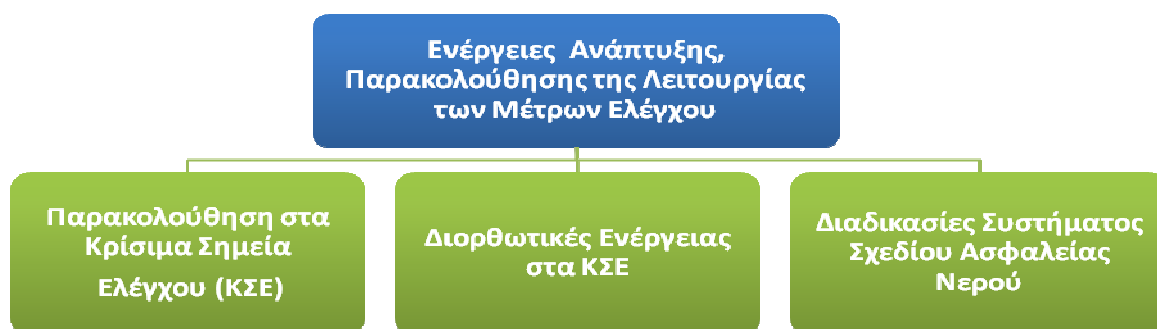 Ενέργειες Ανάπτυξης,
Παρακολούθησης της Λειτουργίας
των Μέτρων Ελέγχου
Παρακολούθηση στα
Κρίσιμα Σημεία
Ελέγχου (ΚΣΕ)
Διορθωτικές Ενέργειας
στα ΚΣΕ
Διαδικασίες Συστήματος
Σχεδίου Ασφαλείας
Νερού